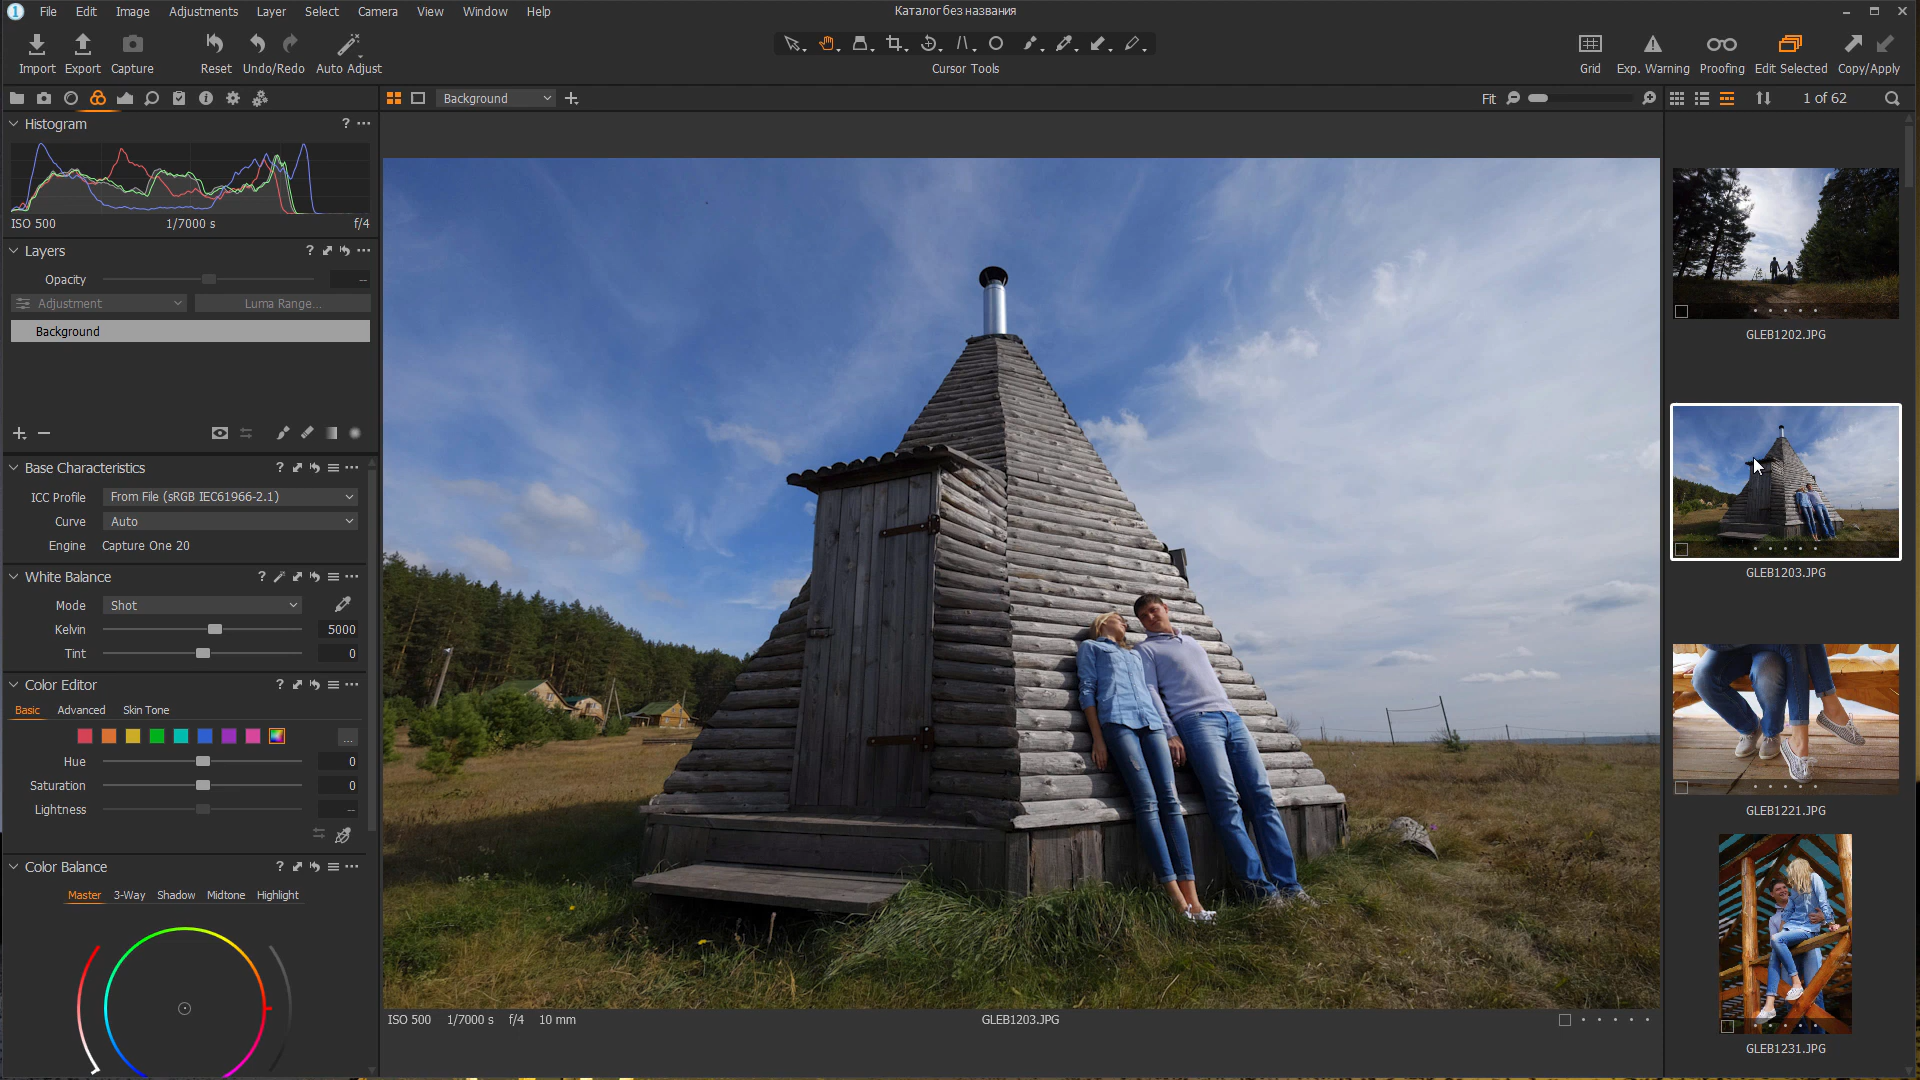 File Edit Image Adjustments Layer Select Camera View Window Help
Каталог без названия
Import Export Capture Reset Undo/Redo Auto Adjust
Cursor Tools
Grid Exp. Warning Proofing Edit Selected Copy/Apply
Background
Fit
1 of 62
Histogram
ISO 500 1/7000 s f/4
Layers
Opacity --
Adjustment Luma Range...
Background
Base Characteristics
ICC Profile From File (sRGB IEC61966-2.1)
Curve Auto
Engine Capture One 20
White Balance
Mode Shot
Kelvin 5000
Tint 0
Color Editor
Basic Advanced Skin Tone
...
Hue 0
Saturation 0
Lightness --
Color Balance
Master 3-Way Shadow Midtone Highlight
ISO 500 1/7000 s f/4 10 mm
GLEB1203.JPG
GLEB1202.JPG
GLEB1203.JPG
GLEB1221.JPG
GLEB1231.JPG